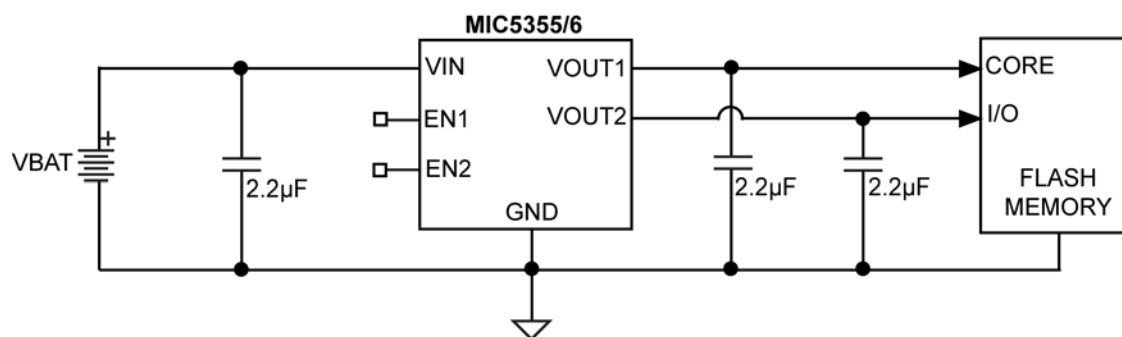 MIC5355/6
VIN
VOUT1
CORE
EN1
VOUT2
I/O
VBAT
+
2.2µF
EN2
GND
2.2µF
2.2µF
FLASH
MEMORY